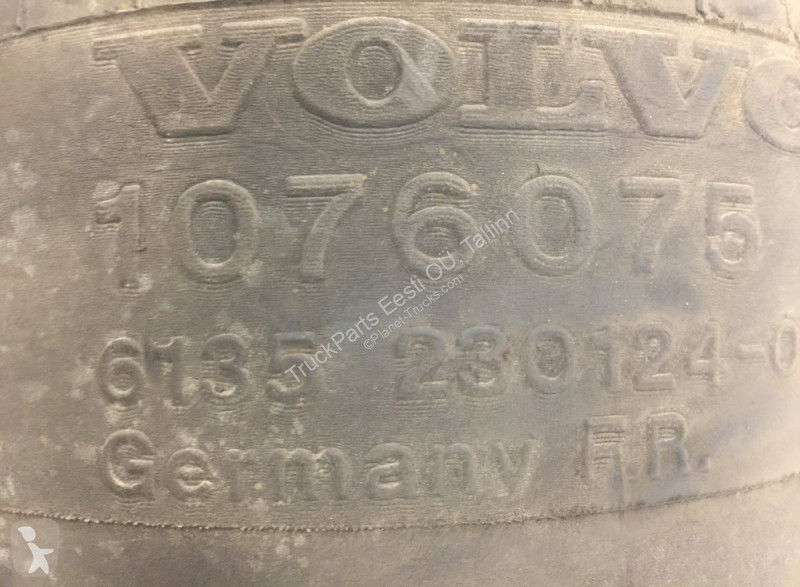 VOLVO
1076075
6135 230124-0
Germany F.R.
TruckParts Eesti OÜ, Tallinn
©Planet-Trucks.com